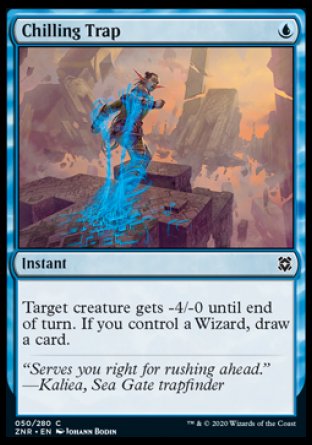 Chilling Trap
Instant
Target creature gets -4/-0 until end
of turn. If you control a Wizard, draw
a card.
“Serves you right for rushing ahead.”
—Kaliea, Sea Gate trapfinder
050/280 C
ZNR • EN Johann Bodin
™ & © 2020 Wizards of the Coast